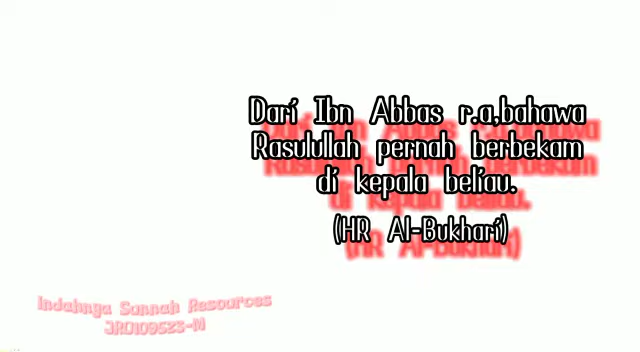 Dari Ibn Abbas r.a,bahawa
Rasulullah pernah berbekam
di kepala beliau.
(HR Al-Bukhari)
Indahnya Sunnah Resources
JR0109523-M